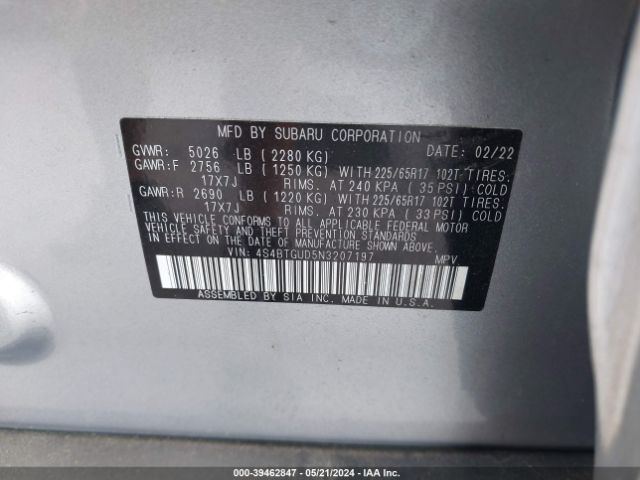 MFD BY SUBARU CORPORATION DATE: 02/22
GVWR: 5026 LB ( 2280 KG)
GAWR:F 2756 LB ( 1250 KG) WITH 225/65R17 102T TIRES.
17X7J RIMS. AT 240 KPA ( 35 PSI) COLD
GAWR:R 2690 LB ( 1220 KG) WITH 225/65R17 102T TIRES.
17X7J RIMS. AT 230 KPA ( 33 PSI) COLD
THIS VEHICLE CONFORMS TO ALL APPLICABLE FEDERAL MOTOR
VEHICLE SAFETY AND THEFT PREVENTION STANDARDS
IN EFFECT ON THE DATE OF MANUFACTURE SHOWN ABOVE.
VIN: 4S4BTGUD5N3207197 MPV
ASSEMBLED BY SIA INC. MADE IN U.S.A.
000-39462847 - 05/21/2024 - IAA Inc.